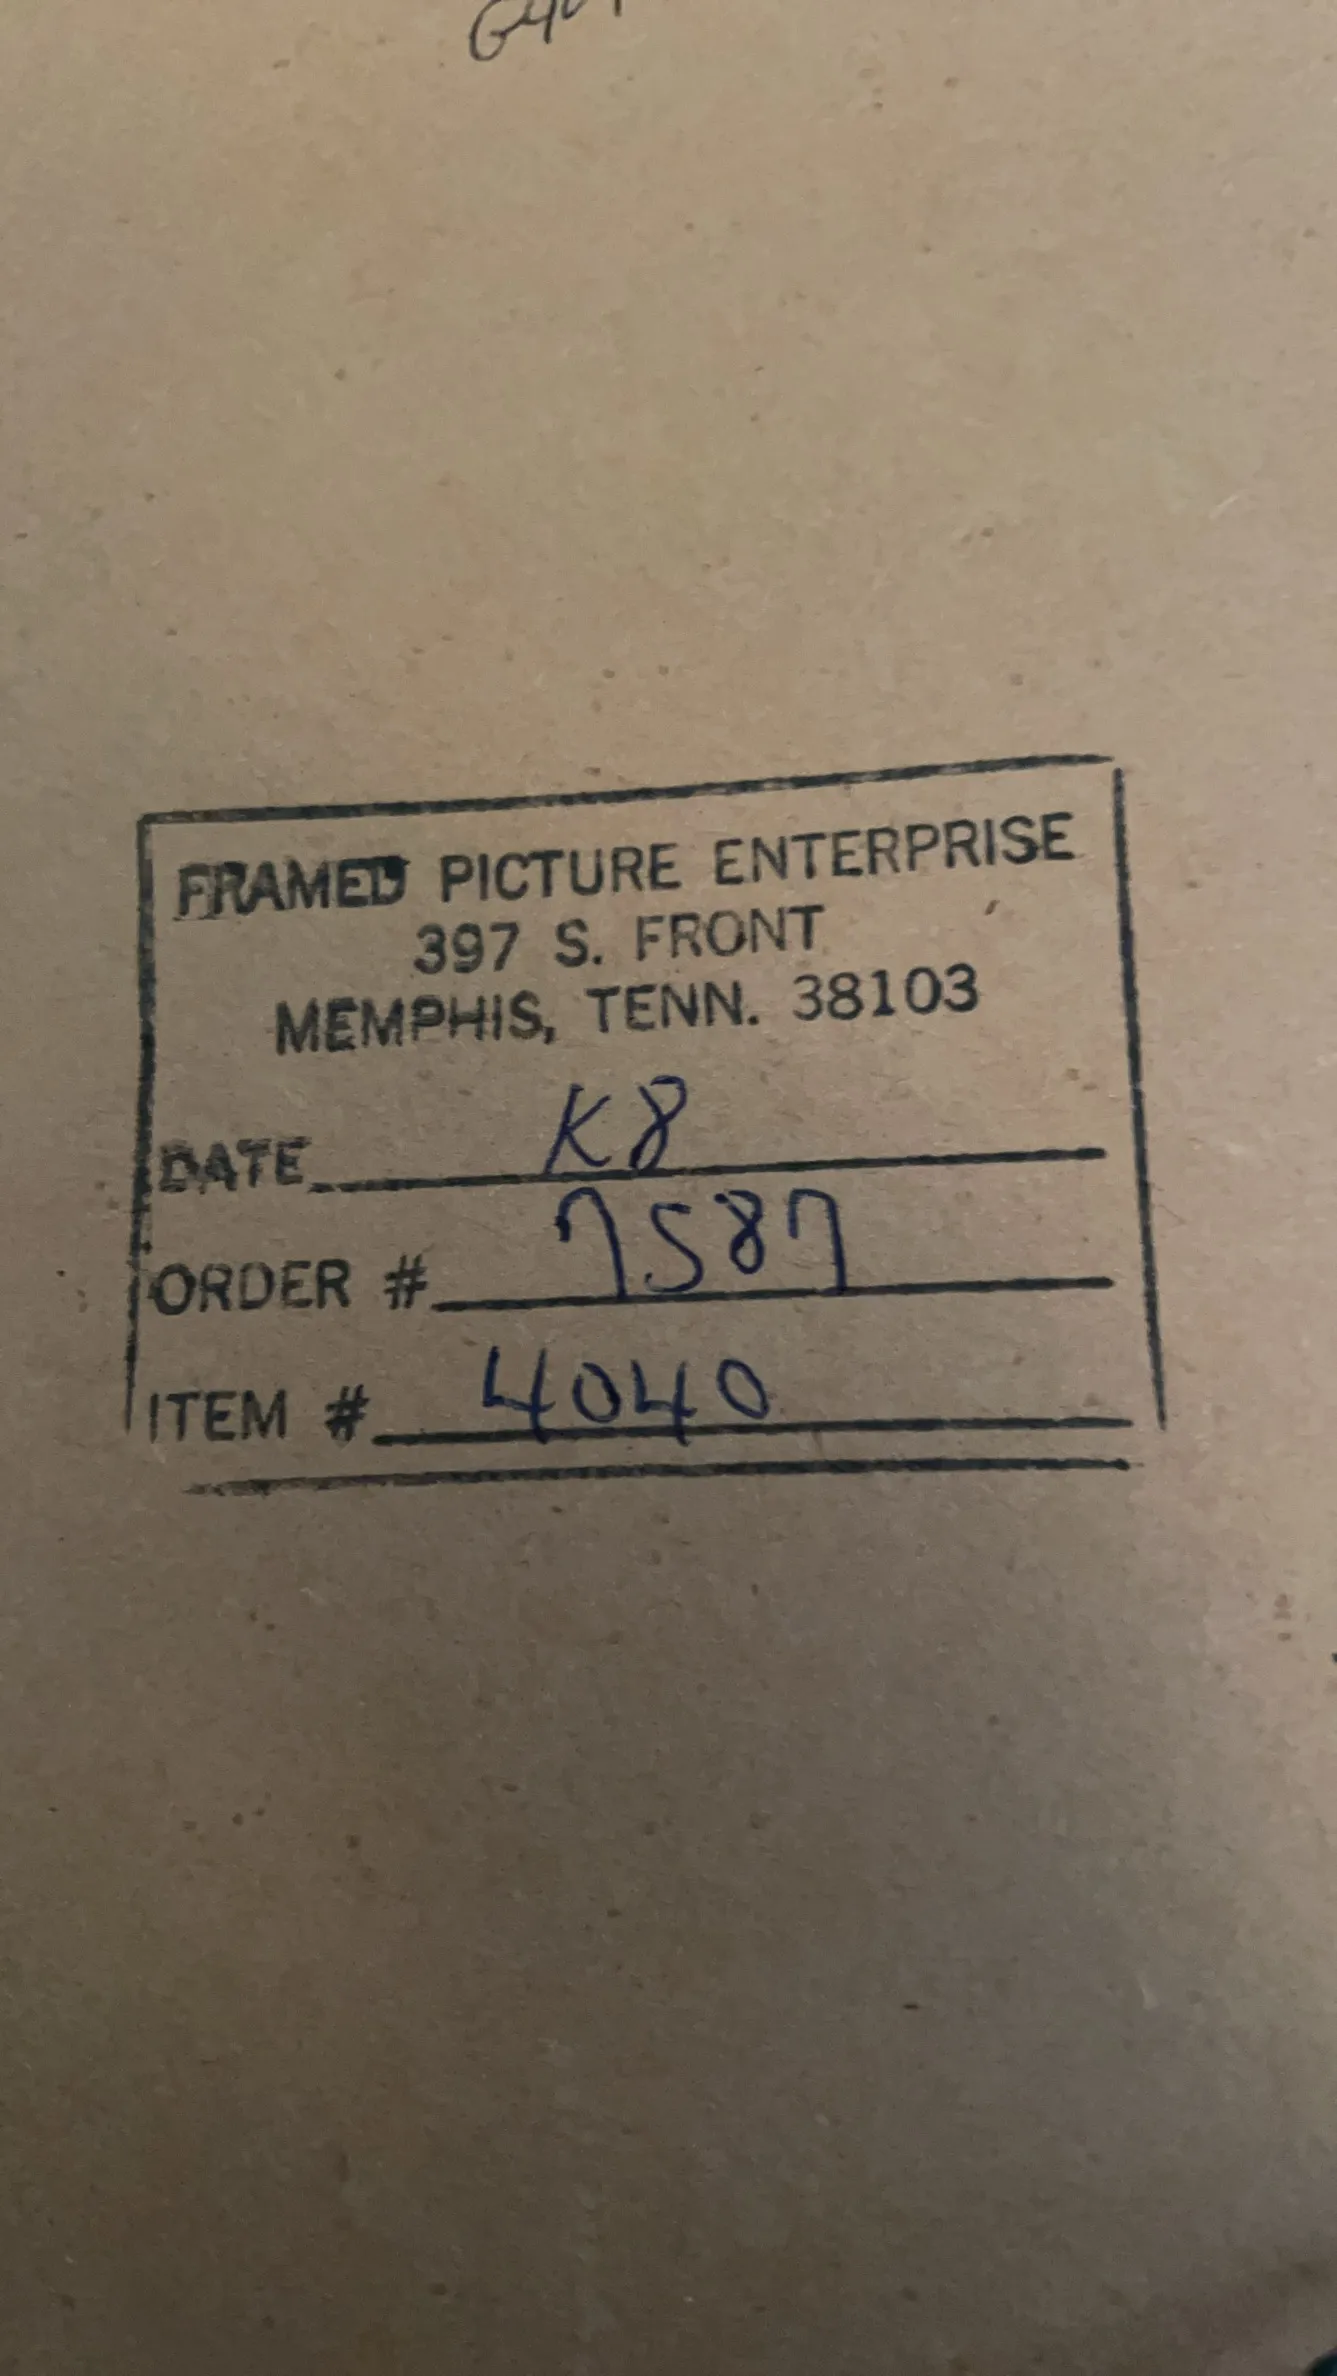 FRAMED PICTURE ENTERPRISE
397 S. FRONT
MEMPHIS, TENN. 38103
DATE K8
ORDER # 7587
ITEM # 4040